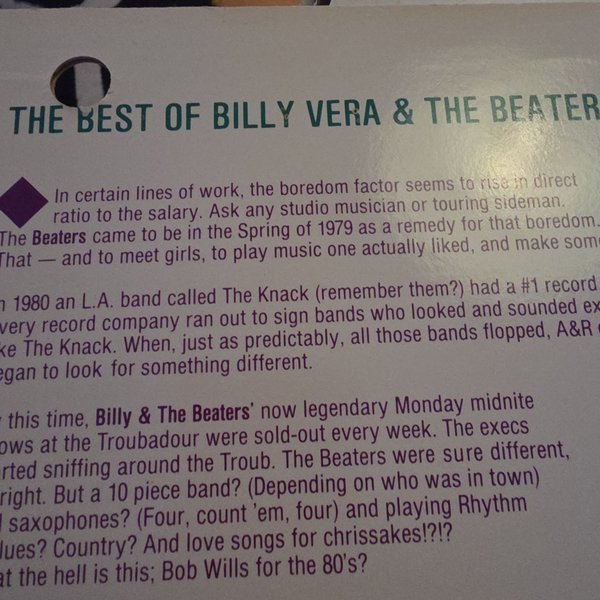 THE BEST OF BILLY VERA & THE BEATER
In certain lines of work, the boredom factor seems to rise in direct
ratio to the salary. Ask any studio musician or touring sideman.
The Beaters came to be in the Spring of 1979 as a remedy for that boredom.
That — and to meet girls, to play music one actually liked, and make some
n 1980 an L.A. band called The Knack (remember them?) had a #1 record
very record company ran out to sign bands who looked and sounded ex
ke The Knack. When, just as predictably, all those bands flopped, A&R
egan to look for something different.
y this time, Billy & The Beaters' now legendary Monday midnite
ows at the Troubadour were sold-out every week. The execs
rted sniffing around the Troub. The Beaters were sure different,
right. But a 10 piece band? (Depending on who was in town)
saxophones? (Four, count 'em, four) and playing Rhythm
lues? Country? And love songs for chrissakes!?!?
at the hell is this; Bob Wills for the 80's?